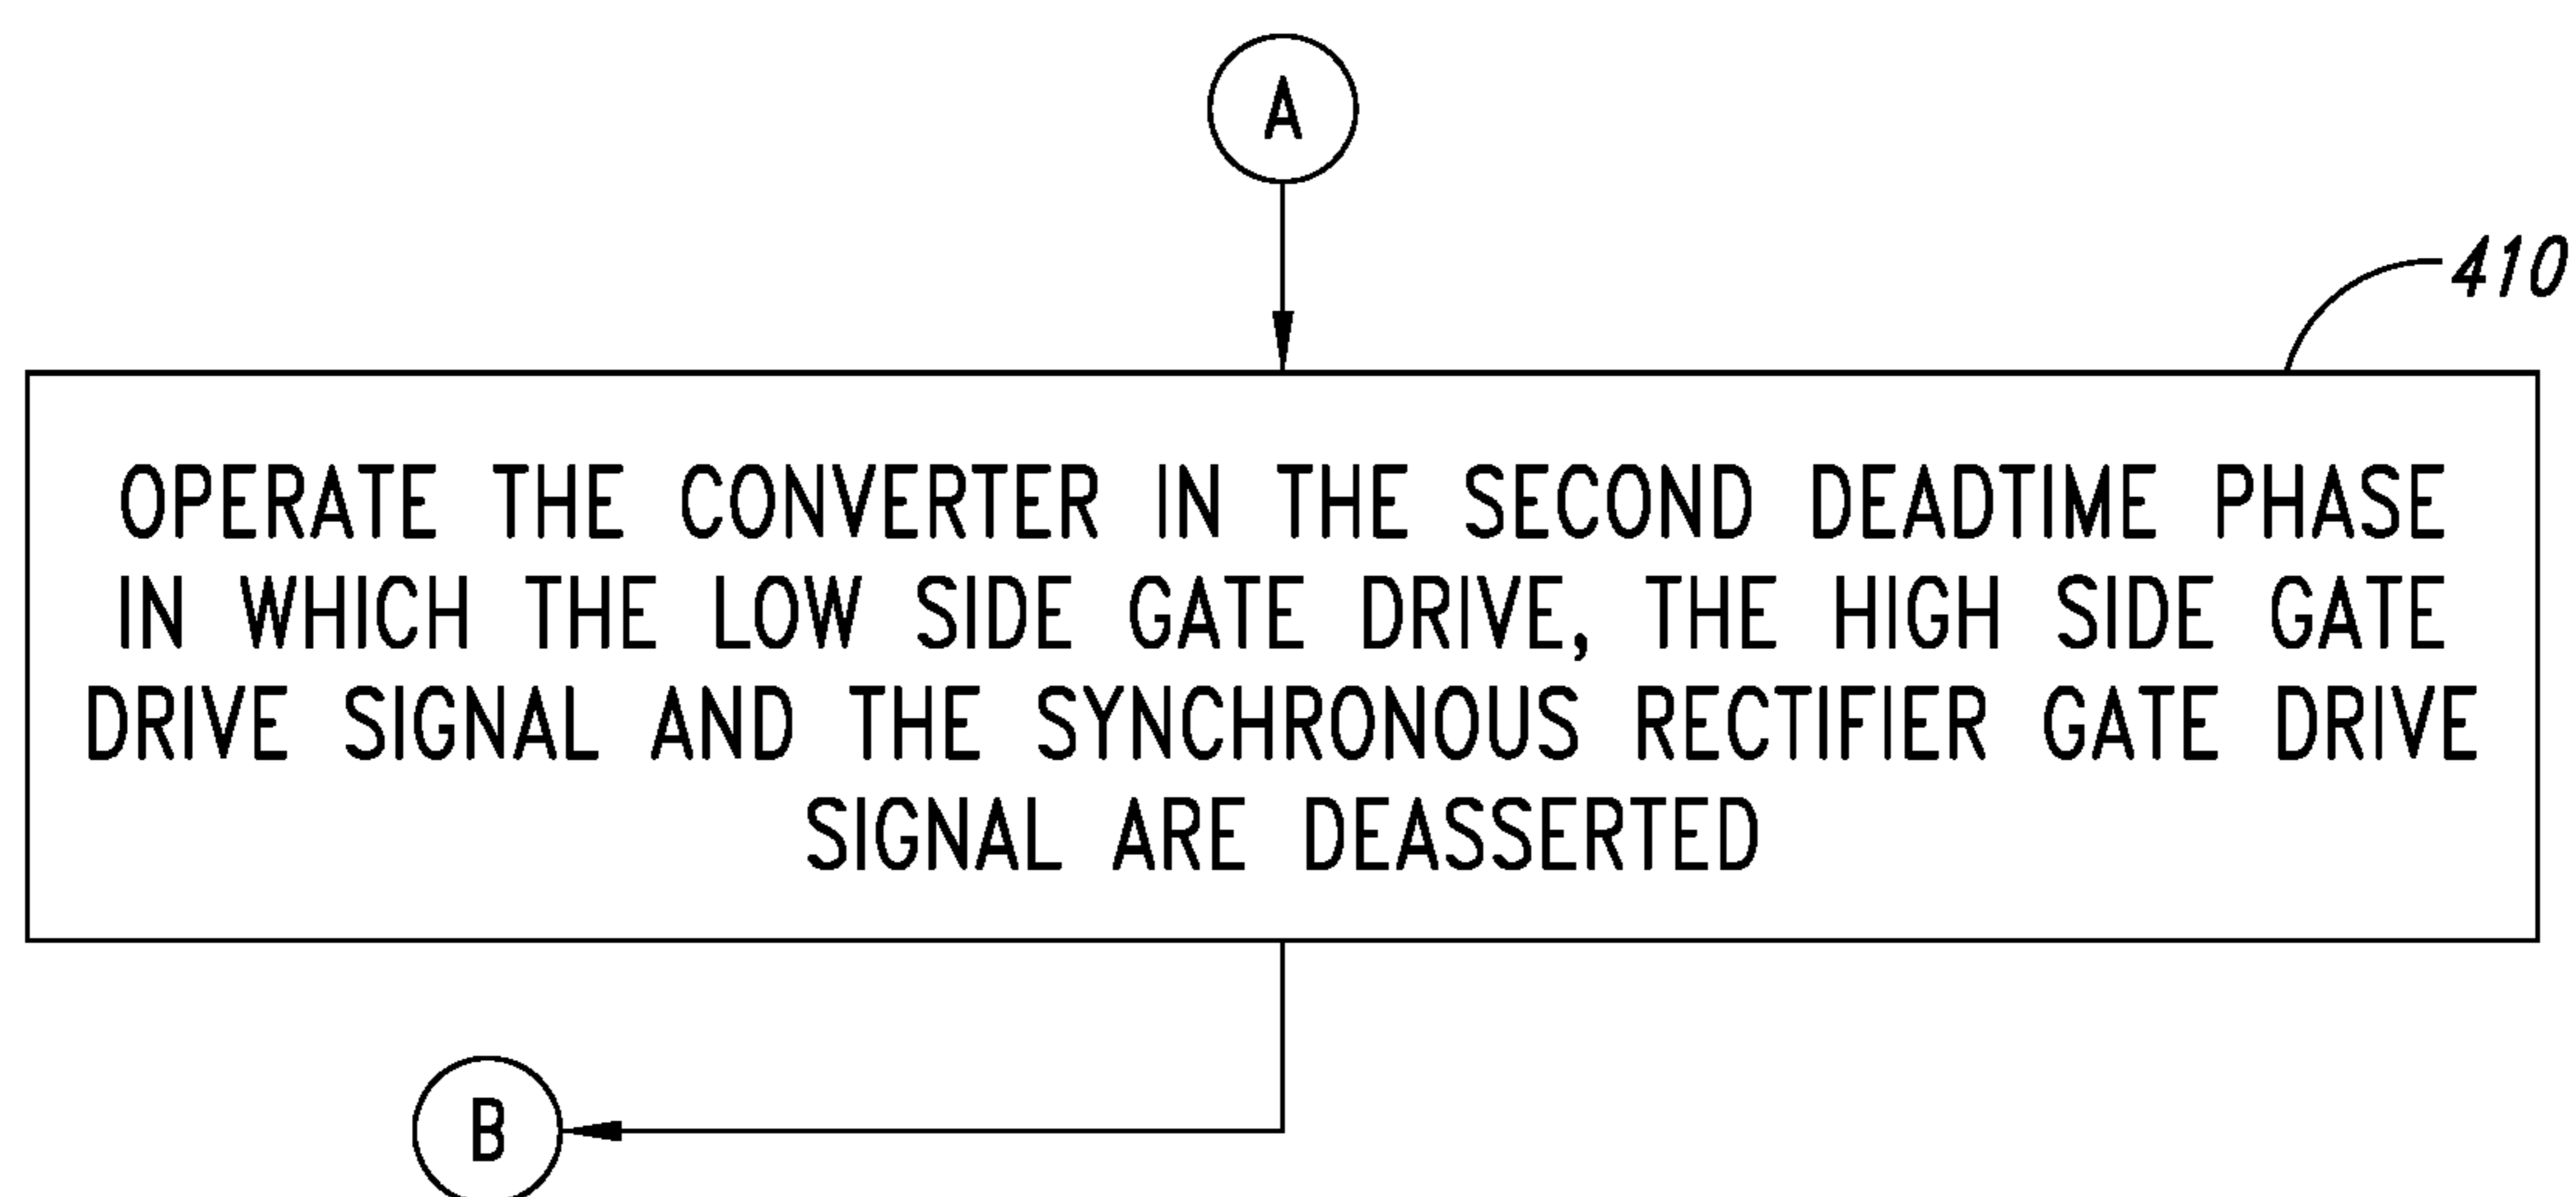 A
410
OPERATE THE CONVERTER IN THE SECOND DEADTIME PHASE
IN WHICH THE LOW SIDE GATE DRIVE, THE HIGH SIDE GATE
DRIVE SIGNAL AND THE SYNCHRONOUS RECTIFIER GATE DRIVE
SIGNAL ARE DEASSERTED
B